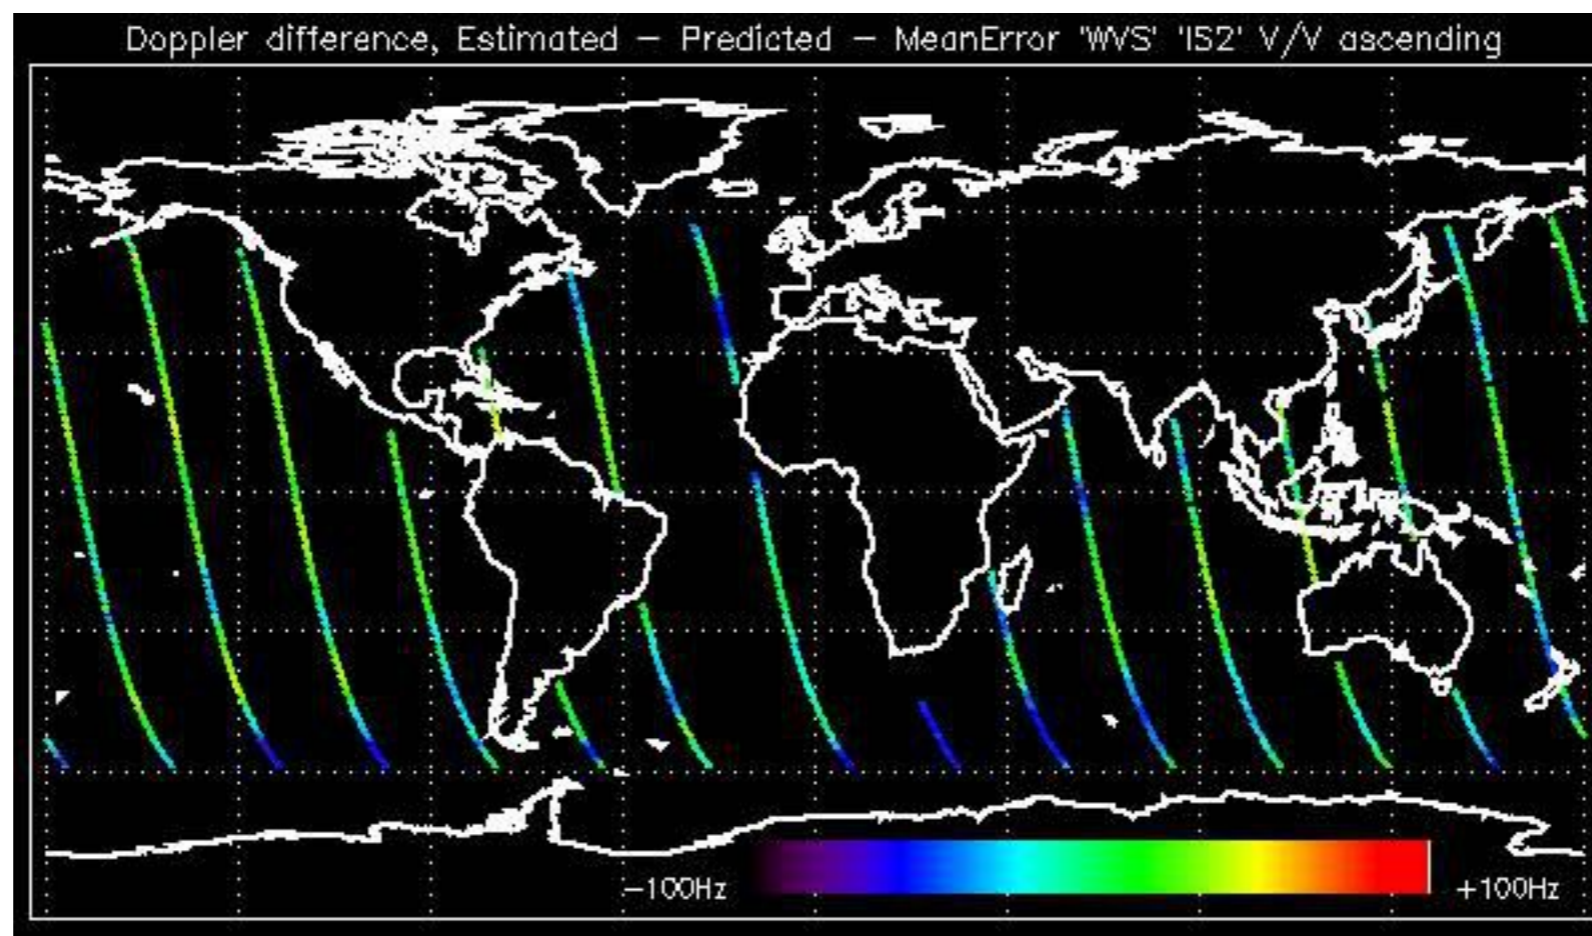 Doppler difference, Estimated – Predicted – MeanError 'WVS' 'IS2' V/V ascending
–100Hz
+100Hz